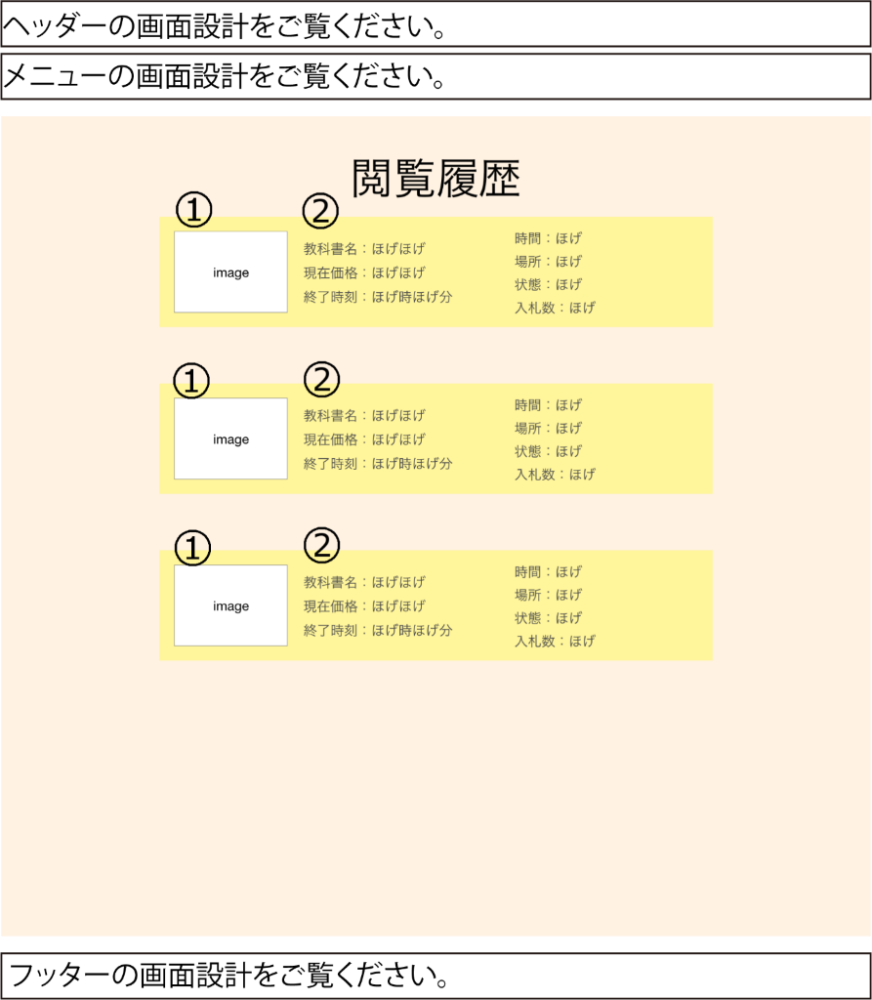 ヘッダーの画面設計をご覧ください。
メニューの画面設計をご覧ください。
閲覧履歴
①
②
image
教科書名：ほげほげ
現在価格：ほげほげ
終了時刻：ほげ時ほげ分
時間：ほげ
場所：ほげ
状態：ほげ
入札数：ほげ
①
②
image
教科書名：ほげほげ
現在価格：ほげほげ
終了時刻：ほげ時ほげ分
時間：ほげ
場所：ほげ
状態：ほげ
入札数：ほげ
①
②
image
教科書名：ほげほげ
現在価格：ほげほげ
終了時刻：ほげ時ほげ分
時間：ほげ
場所：ほげ
状態：ほげ
入札数：ほげ
フッターの画面設計をご覧ください。